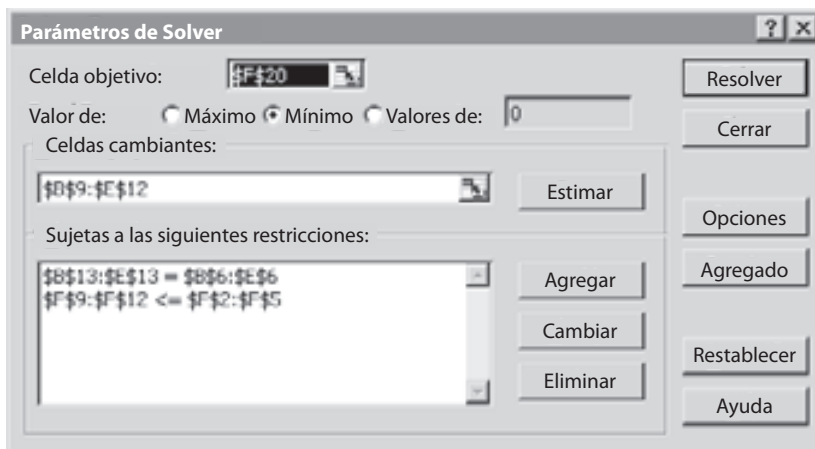 Parámetros de Solver
? ×
Celda objetivo: $F$20
Resolver
Valor de: Máximo Mínimo Valores de: 0
Cerrar
Celdas cambiantes:
$B$9:$E$12
Estimar
Opciones
Sujetas a las siguientes restricciones:
$B$13:$E$13 = $B$6:$E$6
$F$9:$F$12 <= $F$2:$F$5
Agregar
Agregado
Cambiar
Restablecer
Eliminar
Ayuda